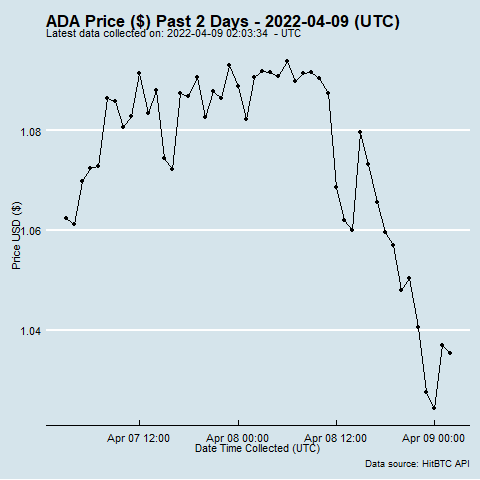 ADA Price ($) Past 2 Days - 2022-04-09 (UTC)
Latest data collected on: 2022-04-09 02:03:34  - UTC
1.08
1.06
1.04
Price USD ($)
Apr 07 12:00
Apr 08 00:00
Apr 08 12:00
Apr 09 00:00
Date Time Collected (UTC)
Data source: HitBTC API